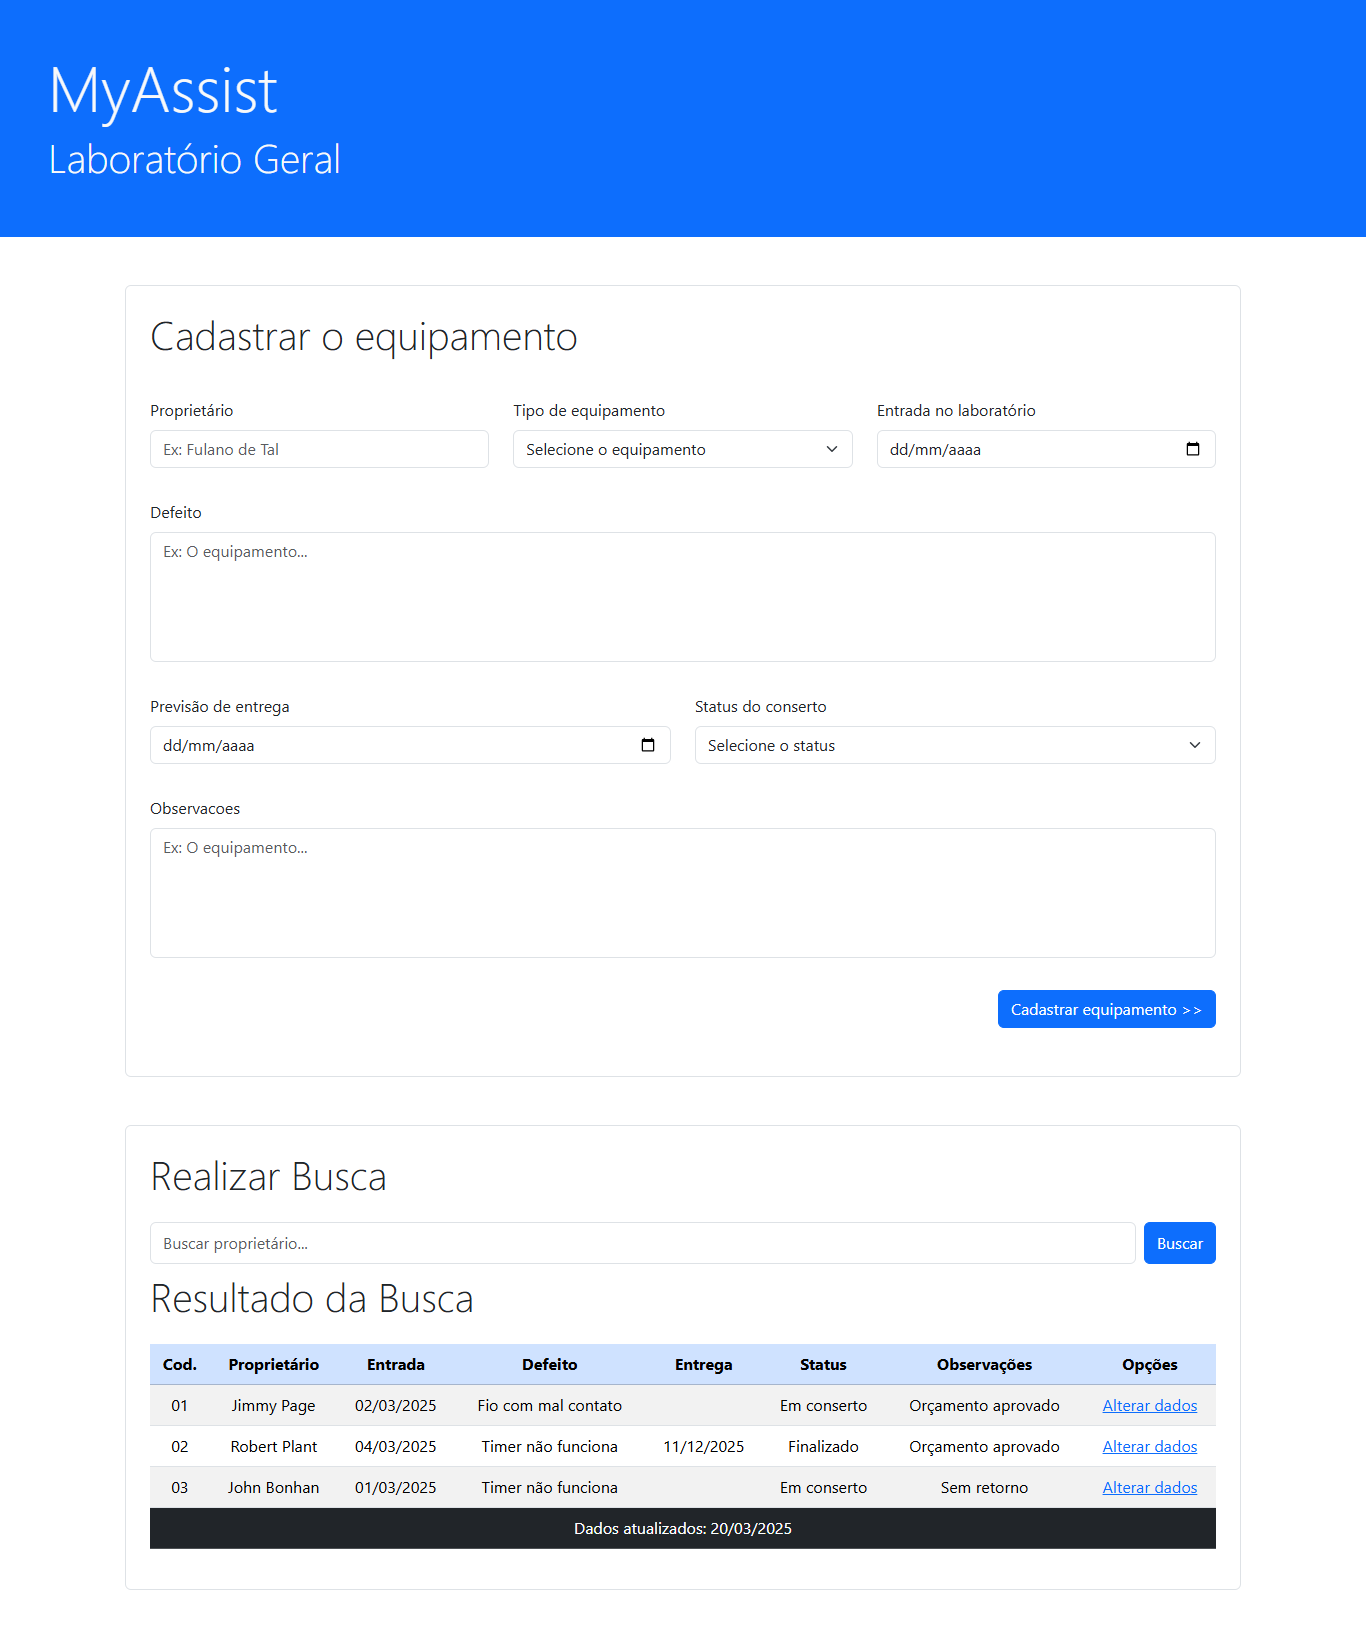 MyAssist
Laboratório Geral
Cadastrar o equipamento
Proprietário Tipo de equipamento Entrada no laboratório
Ex: Fulano de Tal Selecione o equipamento dd/mm/aaaa
Defeito
Ex: O equipamento...
Previsão de entrega Status do conserto
dd/mm/aaaa Selecione o status
Observacoes
Ex: O equipamento...
Cadastrar equipamento >>
Realizar Busca
Buscar proprietário... Buscar
Resultado da Busca
Cod. Proprietário Entrada Defeito Entrega Status Observações Opções
01 Jimmy Page 02/03/2025 Fio com mal contato Em conserto Orçamento aprovado Alterar dados
02 Robert Plant 04/03/2025 Timer não funciona 11/12/2025 Finalizado Orçamento aprovado Alterar dados
03 John Bonhan 01/03/2025 Timer não funciona Em conserto Sem retorno Alterar dados
Dados atualizados: 20/03/2025